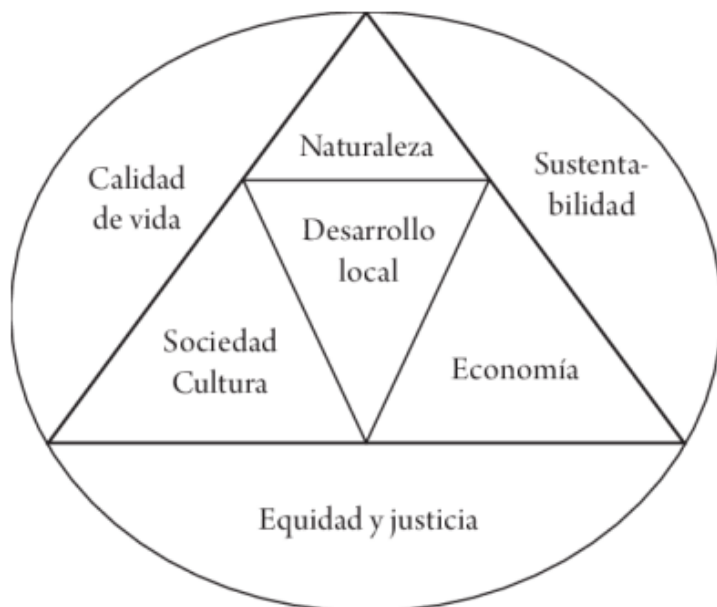 Naturaleza
Calidad
de vida
Sustenta-
bilidad
Desarrollo
local
Sociedad
Cultura
Economía
Equidad y justicia